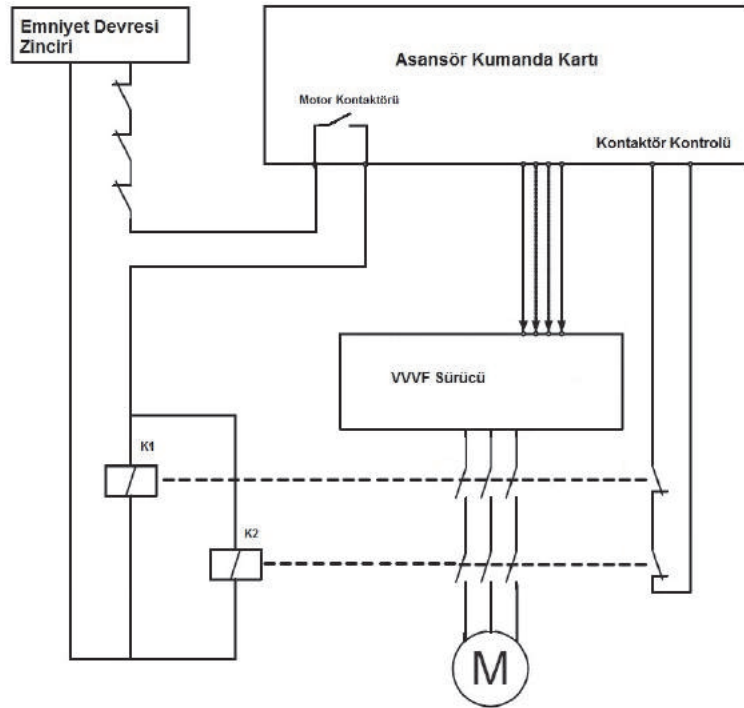 Emniyet Devresi
Zinciri
Asansör Kumanda Kartı
Motor Kontaktörü
Kontaktör Kontrolü
VVVF Sürücü
K1
K2
M